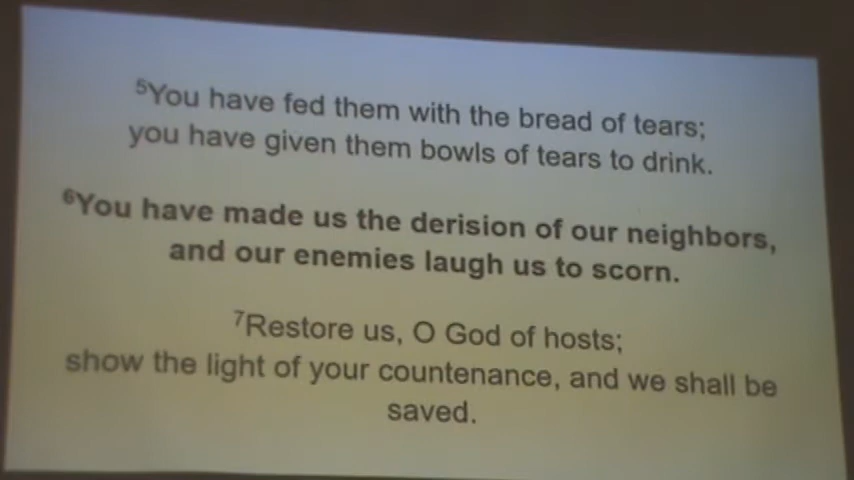 ⁵You have fed them with the bread of tears;
you have given them bowls of tears to drink.
⁶You have made us the derision of our neighbors,
and our enemies laugh us to scorn.
⁷Restore us, O God of hosts;
show the light of your countenance, and we shall be
saved.